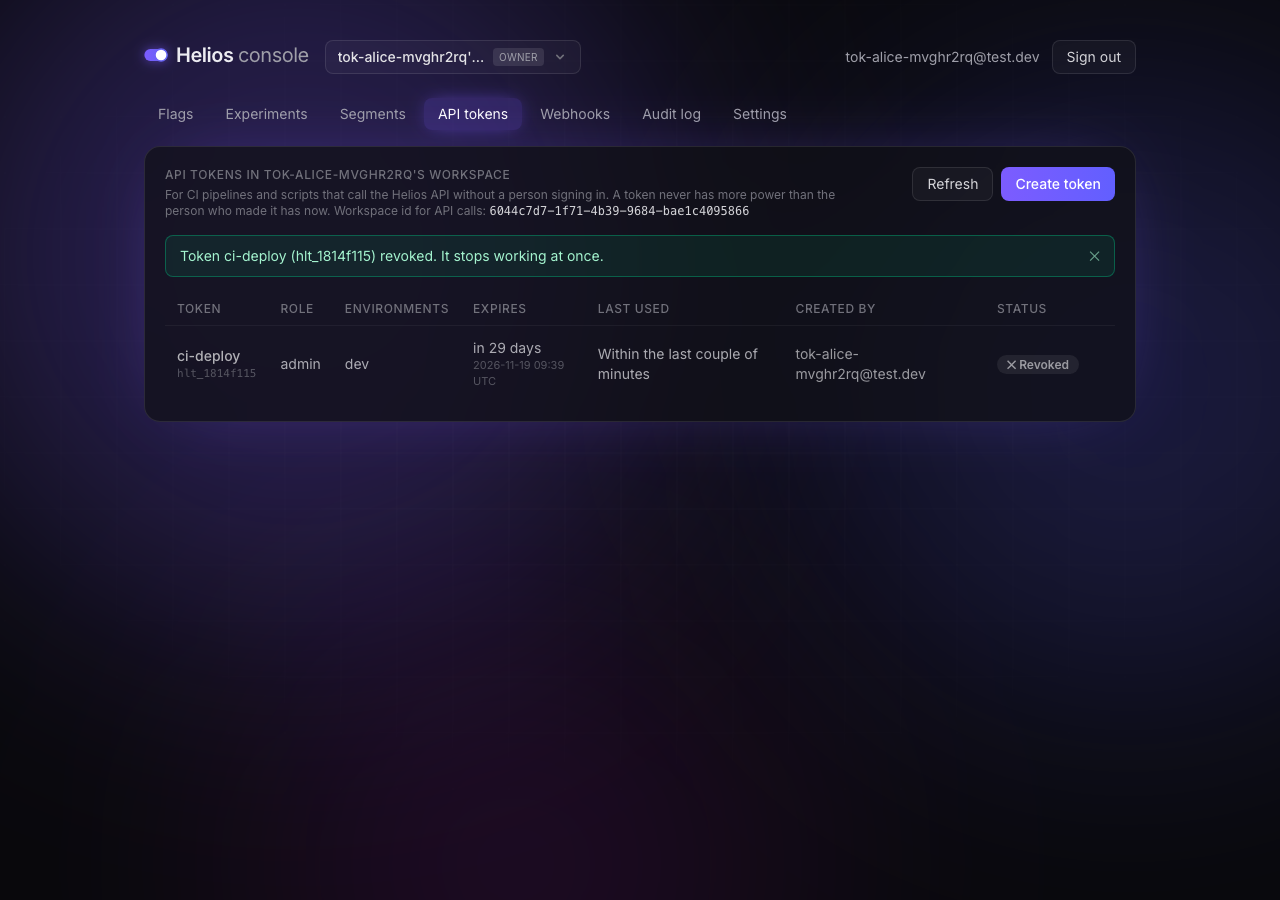 Helios console
tok-alice-mvghr2rq'... OWNER
tok-alice-mvghr2rq@test.dev
Sign out
Flags
Experiments
Segments
API tokens
Webhooks
Audit log
Settings
API TOKENS IN TOK-ALICE-MVGHR2RQ'S WORKSPACE
For CI pipelines and scripts that call the Helios API without a person signing in. A token never has more power than the
person who made it has now. Workspace id for API calls: 6044c7d7-1f71-4b39-9684-bae1c4095866
Refresh
Create token
Token ci-deploy (hlt_1814f115) revoked. It stops working at once.
TOKEN
ROLE
ENVIRONMENTS
EXPIRES
LAST USED
CREATED BY
STATUS
ci-deploy
hlt_1814f115
admin
dev
in 29 days
2026-11-19 09:39
UTC
Within the last couple of
minutes
tok-alice-
mvghr2rq@test.dev
Revoked